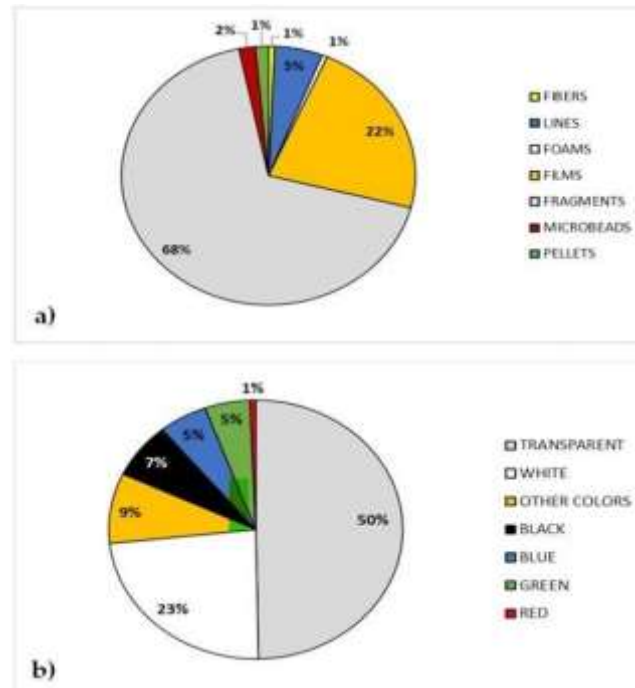 2%
1%
1%
1%
5%
22%
68%
FIBERS
LINES
FOAMS
FILMS
FRAGMENTS
MICROBEADS
PELLETS
a)
1%
5%
5%
7%
9%
50%
23%
TRANSPARENT
WHITE
OTHER COLORS
BLACK
BLUE
GREEN
RED
b)